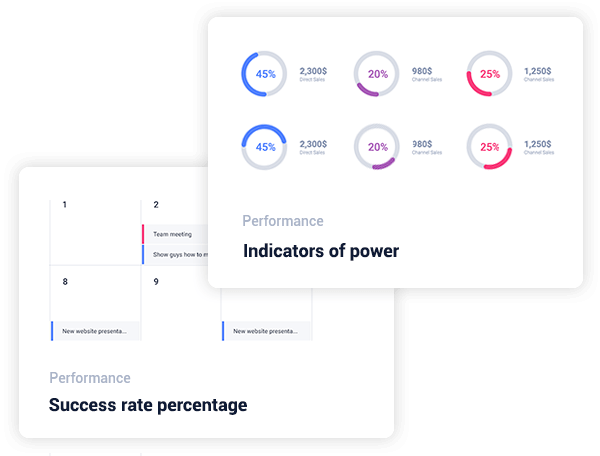 45%
2,300$
Direct Sales
20%
980$
Channel Sales
25%
1,250$
Channel Sales
45%
2,300$
Direct Sales
20%
980$
Channel Sales
25%
1,250$
Channel Sales
Performance
Indicators of power
1
2
Team meeting
Show guys how to m
8
9
New website presenta...
New website presenta...
Performance
Success rate percentage